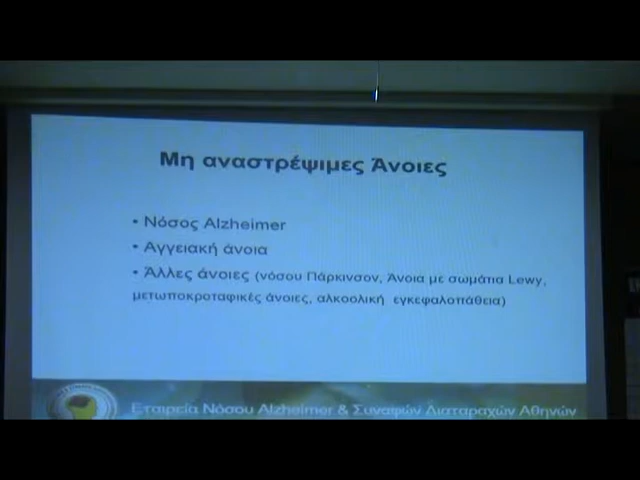 Μη αναστρέψιμες Άνοιες
• Νόσος Alzheimer
• Αγγειακή άνοια
• Άλλες άνοιες (νόσου Πάρκινσον, Άνοια με σωμάτια Lewy,
μετωποκροταφικές άνοιες, αλκοολική εγκεφαλοπάθεια)
Εταιρεία Νόσου Alzheimer & Συναφών Διαταραχών Αθηνών